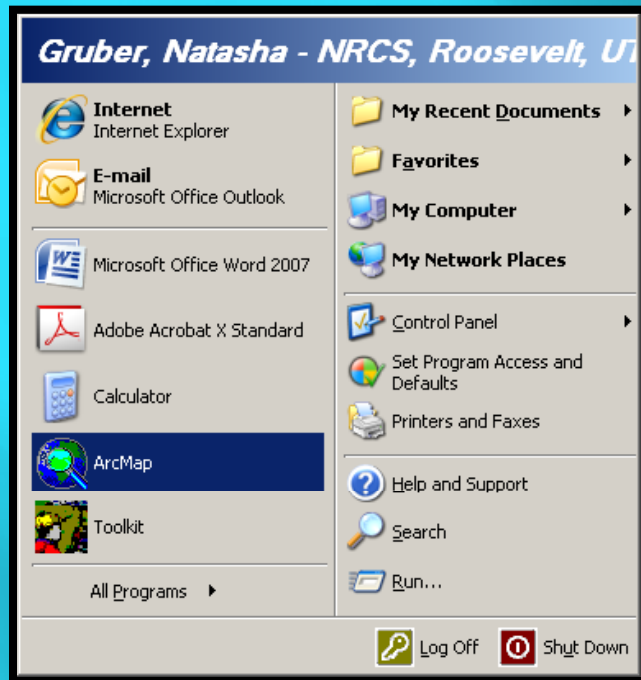 Gruber, Natasha - NRCS, Roosevelt, UT
Internet
Internet Explorer
E-mail
Microsoft Office Outlook
Microsoft Office Word 2007
Adobe Acrobat X Standard
Calculator
ArcMap
Toolkit
All Programs
My Recent Documents
Favorites
My Computer
My Network Places
Control Panel
Set Program Access and
Defaults
Printers and Faxes
Help and Support
Search
Run...
Log Off
Shut Down